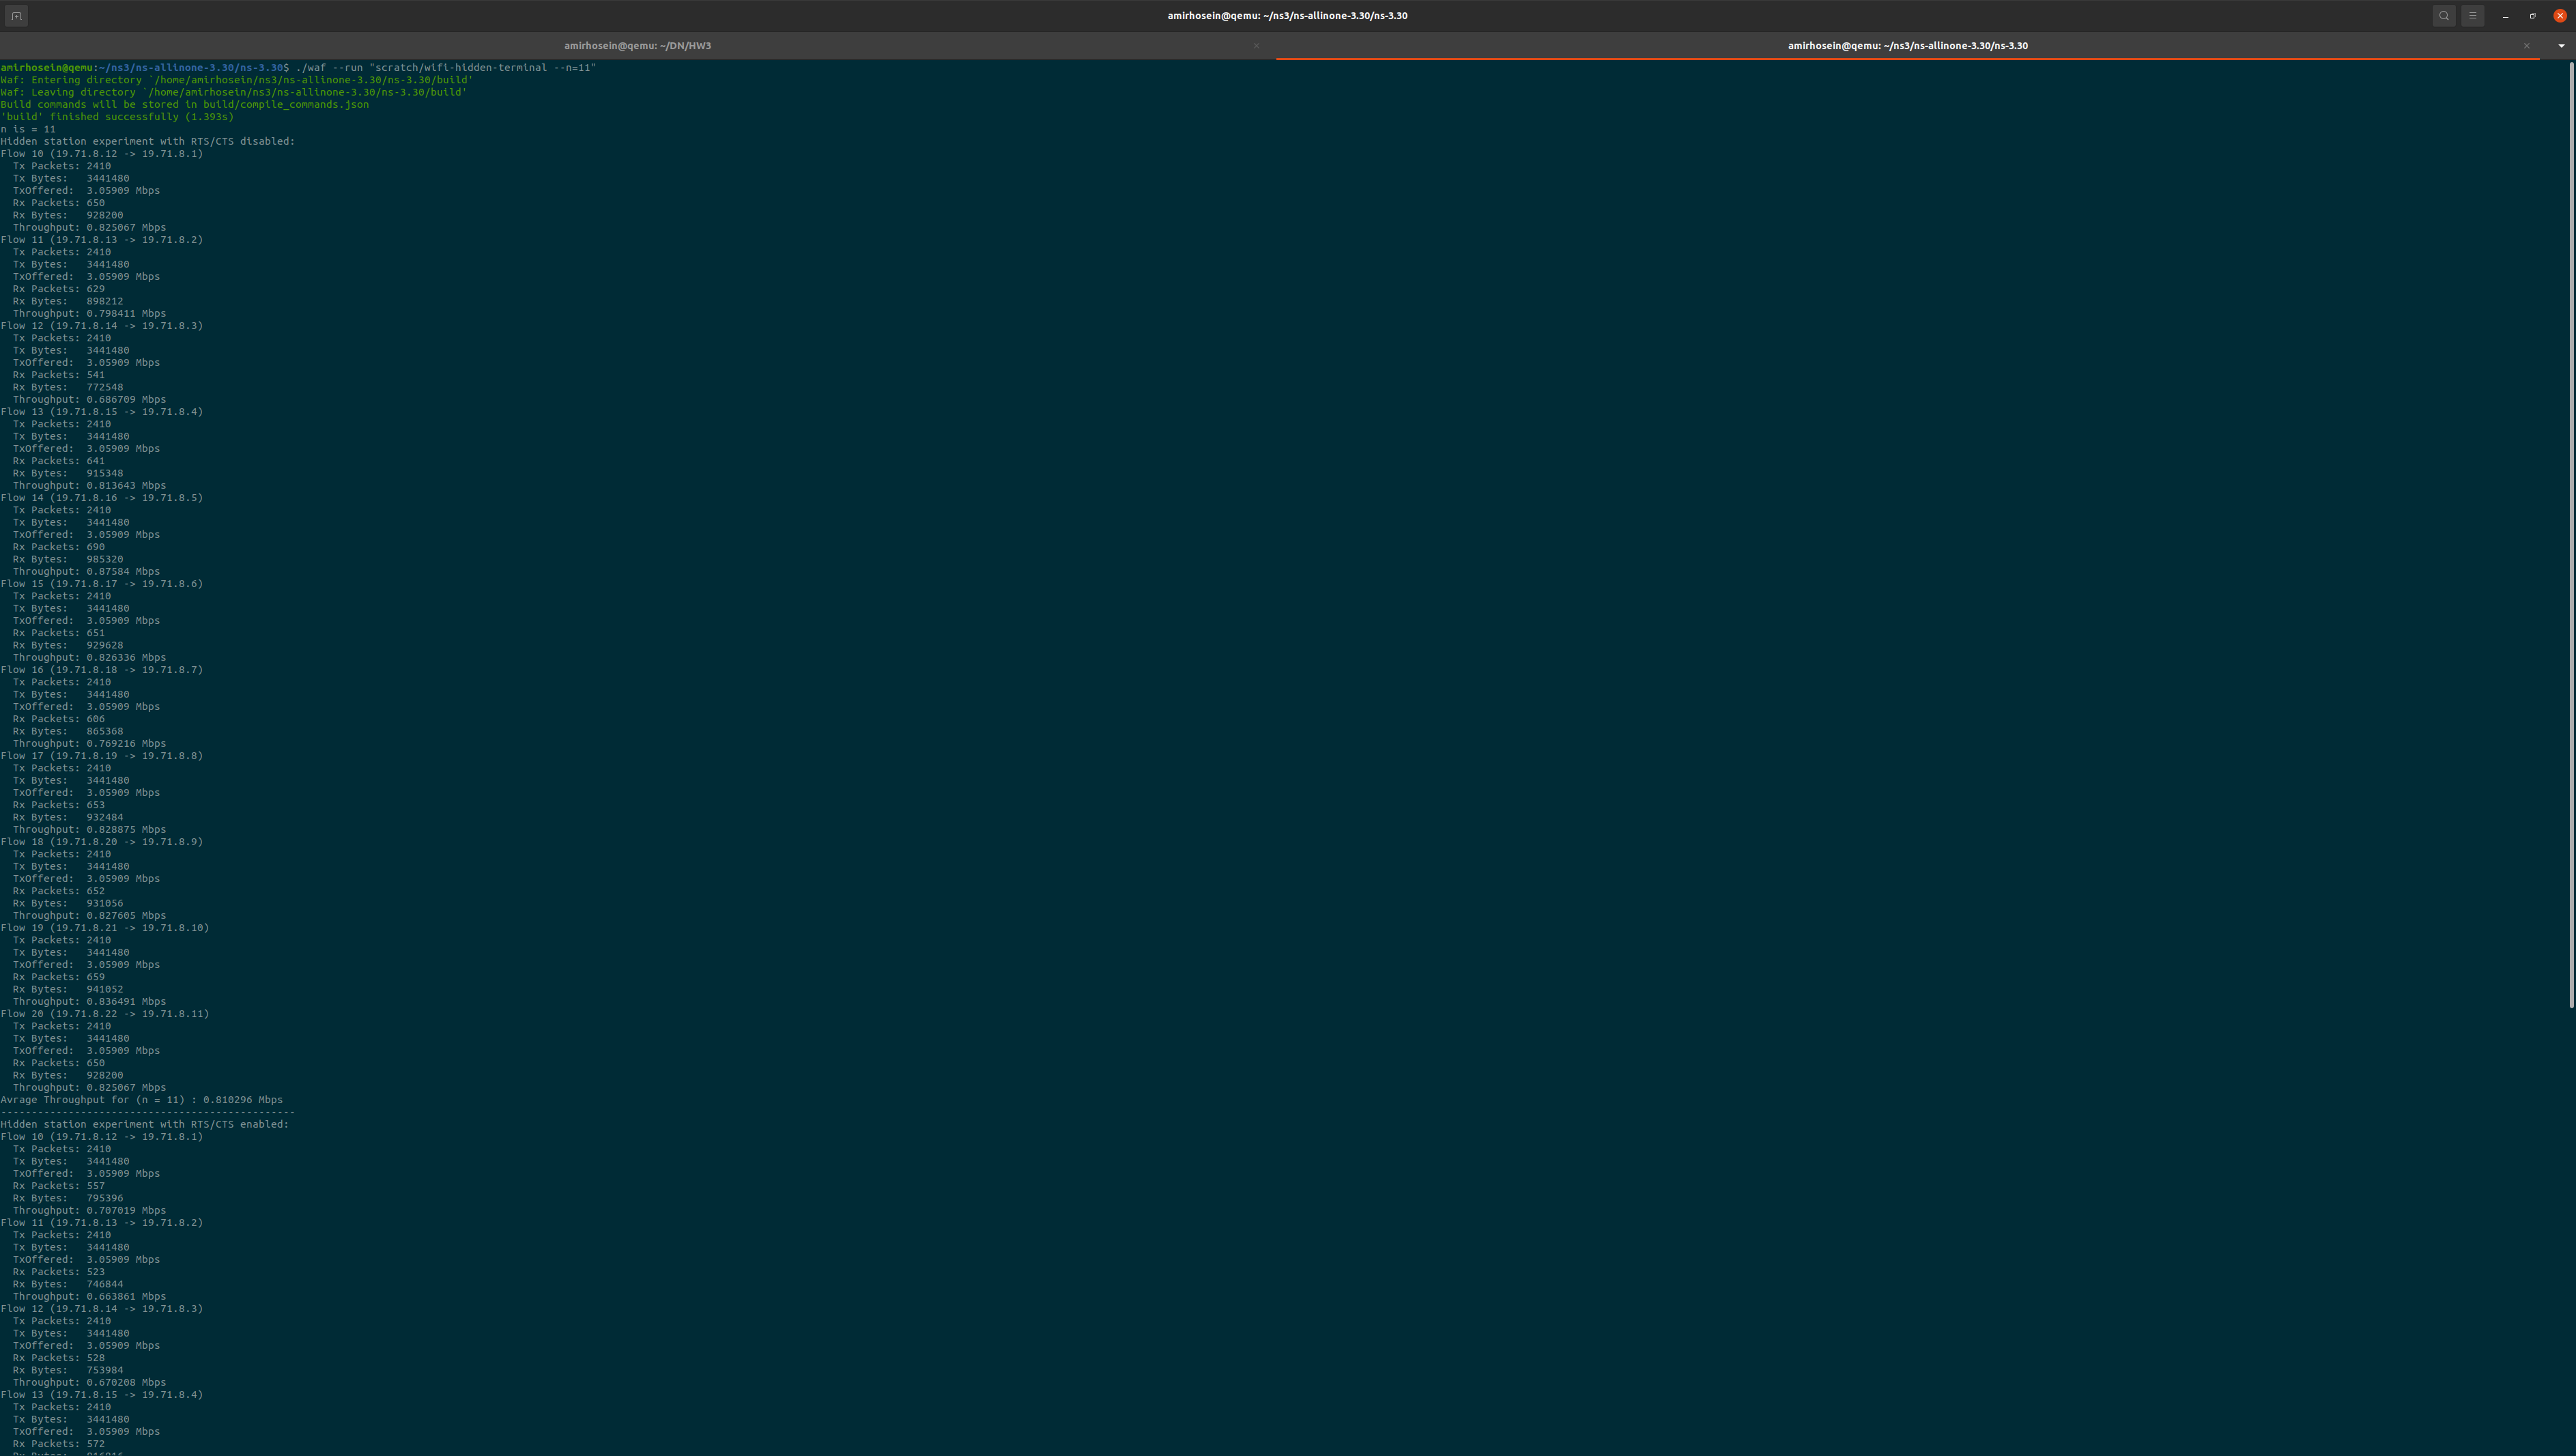 amirhosein@qemu: ~/ns3/ns-allinone-3.30/ns-3.30
amirhosein@qemu: ~/DN/HW3
amirhosein@qemu: ~/ns3/ns-allinone-3.30/ns-3.30
amirhosein@qemu:~/ns3/ns-allinone-3.30/ns-3.30$ ./waf --run "scratch/wifi-hidden-terminal --n=11"
Waf: Entering directory `/home/amirhosein/ns3/ns-allinone-3.30/ns-3.30/build'
Waf: Leaving directory `/home/amirhosein/ns3/ns-allinone-3.30/ns-3.30/build'
Build commands will be stored in build/compile_commands.json
'build' finished successfully (1.393s)
n is = 11
Hidden station experiment with RTS/CTS disabled:
Flow 10 (19.71.8.12 -> 19.71.8.1)
  Tx Packets: 2410
  Tx Bytes:   3441480
  TxOffered:  3.05909 Mbps
  Rx Packets: 650
  Rx Bytes:   928200
  Throughput: 0.825067 Mbps
Flow 11 (19.71.8.13 -> 19.71.8.2)
  Tx Packets: 2410
  Tx Bytes:   3441480
  TxOffered:  3.05909 Mbps
  Rx Packets: 629
  Rx Bytes:   898212
  Throughput: 0.798411 Mbps
Flow 12 (19.71.8.14 -> 19.71.8.3)
  Tx Packets: 2410
  Tx Bytes:   3441480
  TxOffered:  3.05909 Mbps
  Rx Packets: 541
  Rx Bytes:   772548
  Throughput: 0.686709 Mbps
Flow 13 (19.71.8.15 -> 19.71.8.4)
  Tx Packets: 2410
  Tx Bytes:   3441480
  TxOffered:  3.05909 Mbps
  Rx Packets: 641
  Rx Bytes:   915348
  Throughput: 0.813643 Mbps
Flow 14 (19.71.8.16 -> 19.71.8.5)
  Tx Packets: 2410
  Tx Bytes:   3441480
  TxOffered:  3.05909 Mbps
  Rx Packets: 690
  Rx Bytes:   985320
  Throughput: 0.87584 Mbps
Flow 15 (19.71.8.17 -> 19.71.8.6)
  Tx Packets: 2410
  Tx Bytes:   3441480
  TxOffered:  3.05909 Mbps
  Rx Packets: 651
  Rx Bytes:   929628
  Throughput: 0.826336 Mbps
Flow 16 (19.71.8.18 -> 19.71.8.7)
  Tx Packets: 2410
  Tx Bytes:   3441480
  TxOffered:  3.05909 Mbps
  Rx Packets: 606
  Rx Bytes:   865368
  Throughput: 0.769216 Mbps
Flow 17 (19.71.8.19 -> 19.71.8.8)
  Tx Packets: 2410
  Tx Bytes:   3441480
  TxOffered:  3.05909 Mbps
  Rx Packets: 653
  Rx Bytes:   932484
  Throughput: 0.828875 Mbps
Flow 18 (19.71.8.20 -> 19.71.8.9)
  Tx Packets: 2410
  Tx Bytes:   3441480
  TxOffered:  3.05909 Mbps
  Rx Packets: 652
  Rx Bytes:   931056
  Throughput: 0.827605 Mbps
Flow 19 (19.71.8.21 -> 19.71.8.10)
  Tx Packets: 2410
  Tx Bytes:   3441480
  TxOffered:  3.05909 Mbps
  Rx Packets: 659
  Rx Bytes:   941052
  Throughput: 0.836491 Mbps
Flow 20 (19.71.8.22 -> 19.71.8.11)
  Tx Packets: 2410
  Tx Bytes:   3441480
  TxOffered:  3.05909 Mbps
  Rx Packets: 650
  Rx Bytes:   928200
  Throughput: 0.825067 Mbps
Avrage Throughput for (n = 11) : 0.810296 Mbps
------------------------------------------------
Hidden station experiment with RTS/CTS enabled:
Flow 10 (19.71.8.12 -> 19.71.8.1)
  Tx Packets: 2410
  Tx Bytes:   3441480
  TxOffered:  3.05909 Mbps
  Rx Packets: 557
  Rx Bytes:   795396
  Throughput: 0.707019 Mbps
Flow 11 (19.71.8.13 -> 19.71.8.2)
  Tx Packets: 2410
  Tx Bytes:   3441480
  TxOffered:  3.05909 Mbps
  Rx Packets: 523
  Rx Bytes:   746844
  Throughput: 0.663861 Mbps
Flow 12 (19.71.8.14 -> 19.71.8.3)
  Tx Packets: 2410
  Tx Bytes:   3441480
  TxOffered:  3.05909 Mbps
  Rx Packets: 528
  Rx Bytes:   753984
  Throughput: 0.670208 Mbps
Flow 13 (19.71.8.15 -> 19.71.8.4)
  Tx Packets: 2410
  Tx Bytes:   3441480
  TxOffered:  3.05909 Mbps
  Rx Packets: 572
  Rx Bytes:   816816